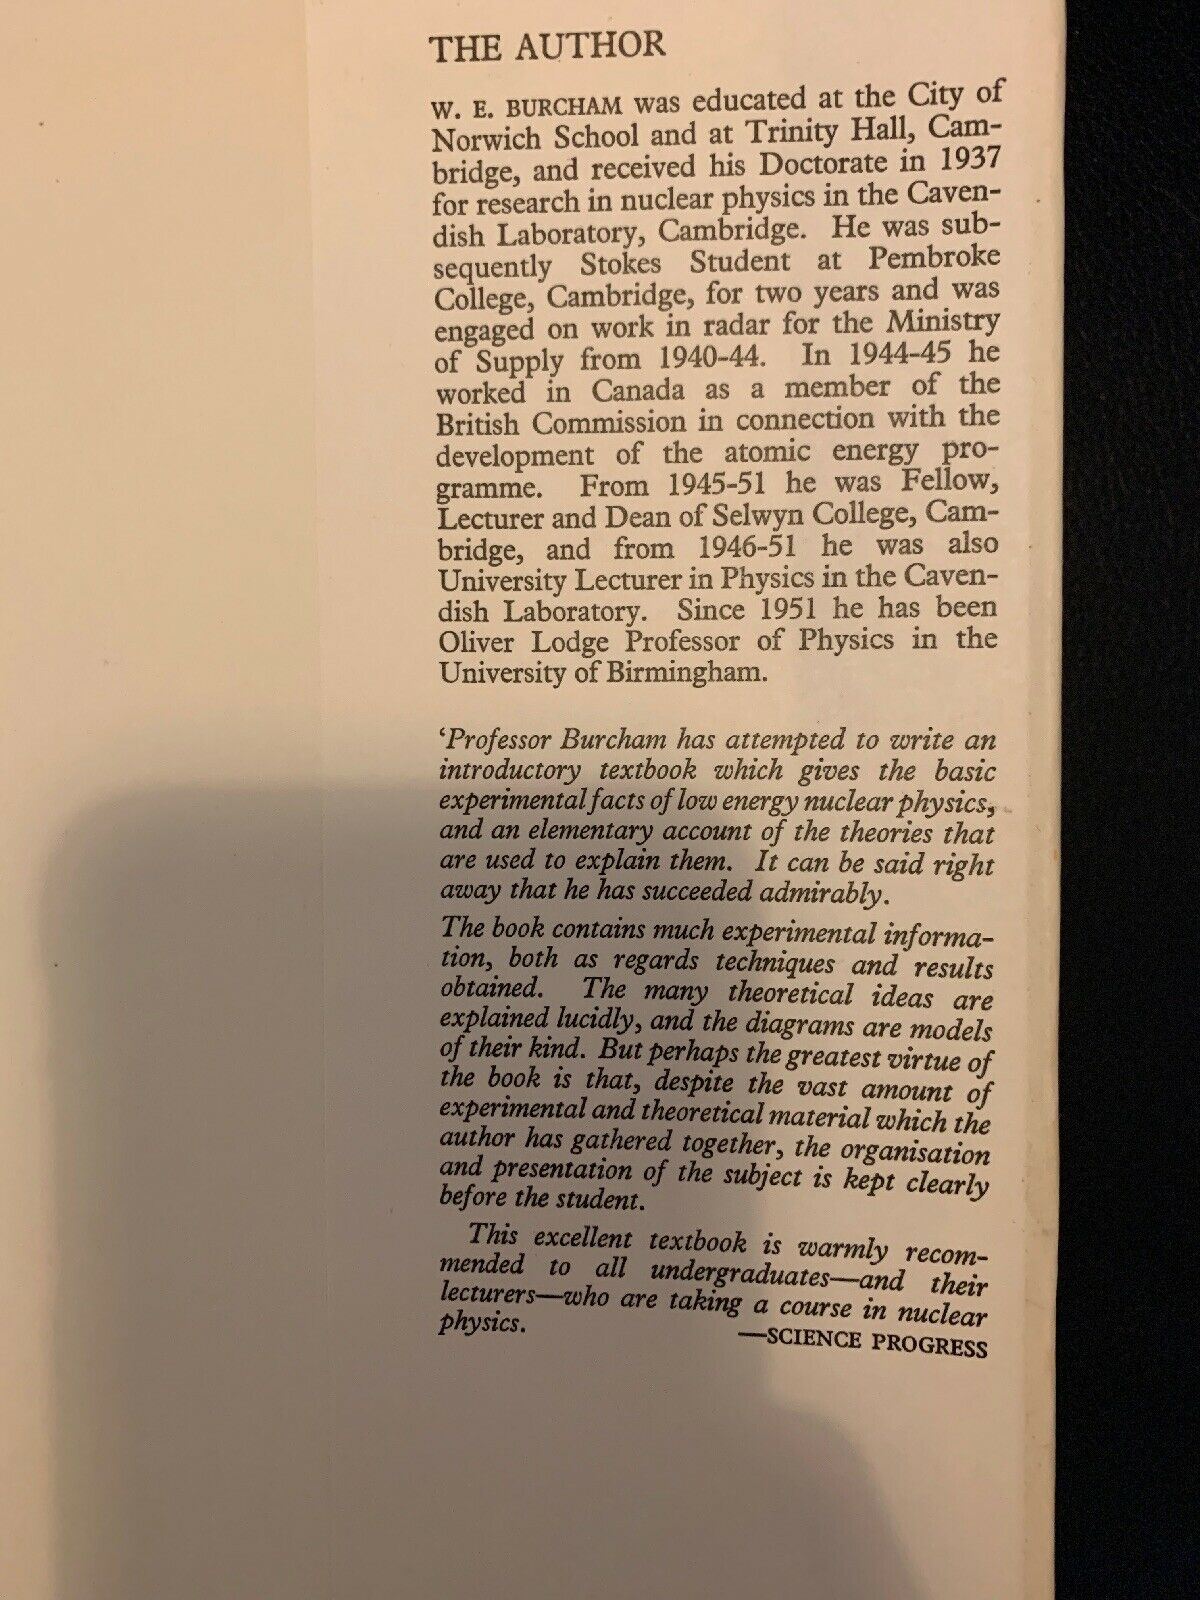 THE AUTHOR
W. E. BURCHAM was educated at the City of
Norwich School and at Trinity Hall, Cam-
bridge, and received his Doctorate in 1937
for research in nuclear physics in the Caven-
dish Laboratory, Cambridge. He was sub-
sequently Stokes Student at Pembroke
College, Cambridge, for two years and was
engaged on work in radar for the Ministry
of Supply from 1940-44. In 1944-45 he
worked in Canada as a member of the
British Commission in connection with the
development of the atomic energy pro-
gramme. From 1945-51 he was Fellow,
Lecturer and Dean of Selwyn College, Cam-
bridge, and from 1946-51 he was also
University Lecturer in Physics in the Caven-
dish Laboratory. Since 1951 he has been
Oliver Lodge Professor of Physics in the
University of Birmingham.
‘Professor Burcham has attempted to write an
introductory textbook which gives the basic
experimental facts of low energy nuclear physics,
and an elementary account of the theories that
are used to explain them. It can be said right
away that he has succeeded admirably.
The book contains much experimental informa-
tion, both as regards techniques and results
obtained. The many theoretical ideas are
explained lucidly, and the diagrams are models
of their kind. But perhaps the greatest virtue of
the book is that, despite the vast amount of
experimental and theoretical material which the
author has gathered together, the organisation
and presentation of the subject is kept clearly
before the student.
This excellent textbook is warmly recom-
mended to all undergraduates—and their
lecturers—who are taking a course in nuclear
physics. —SCIENCE PROGRESS